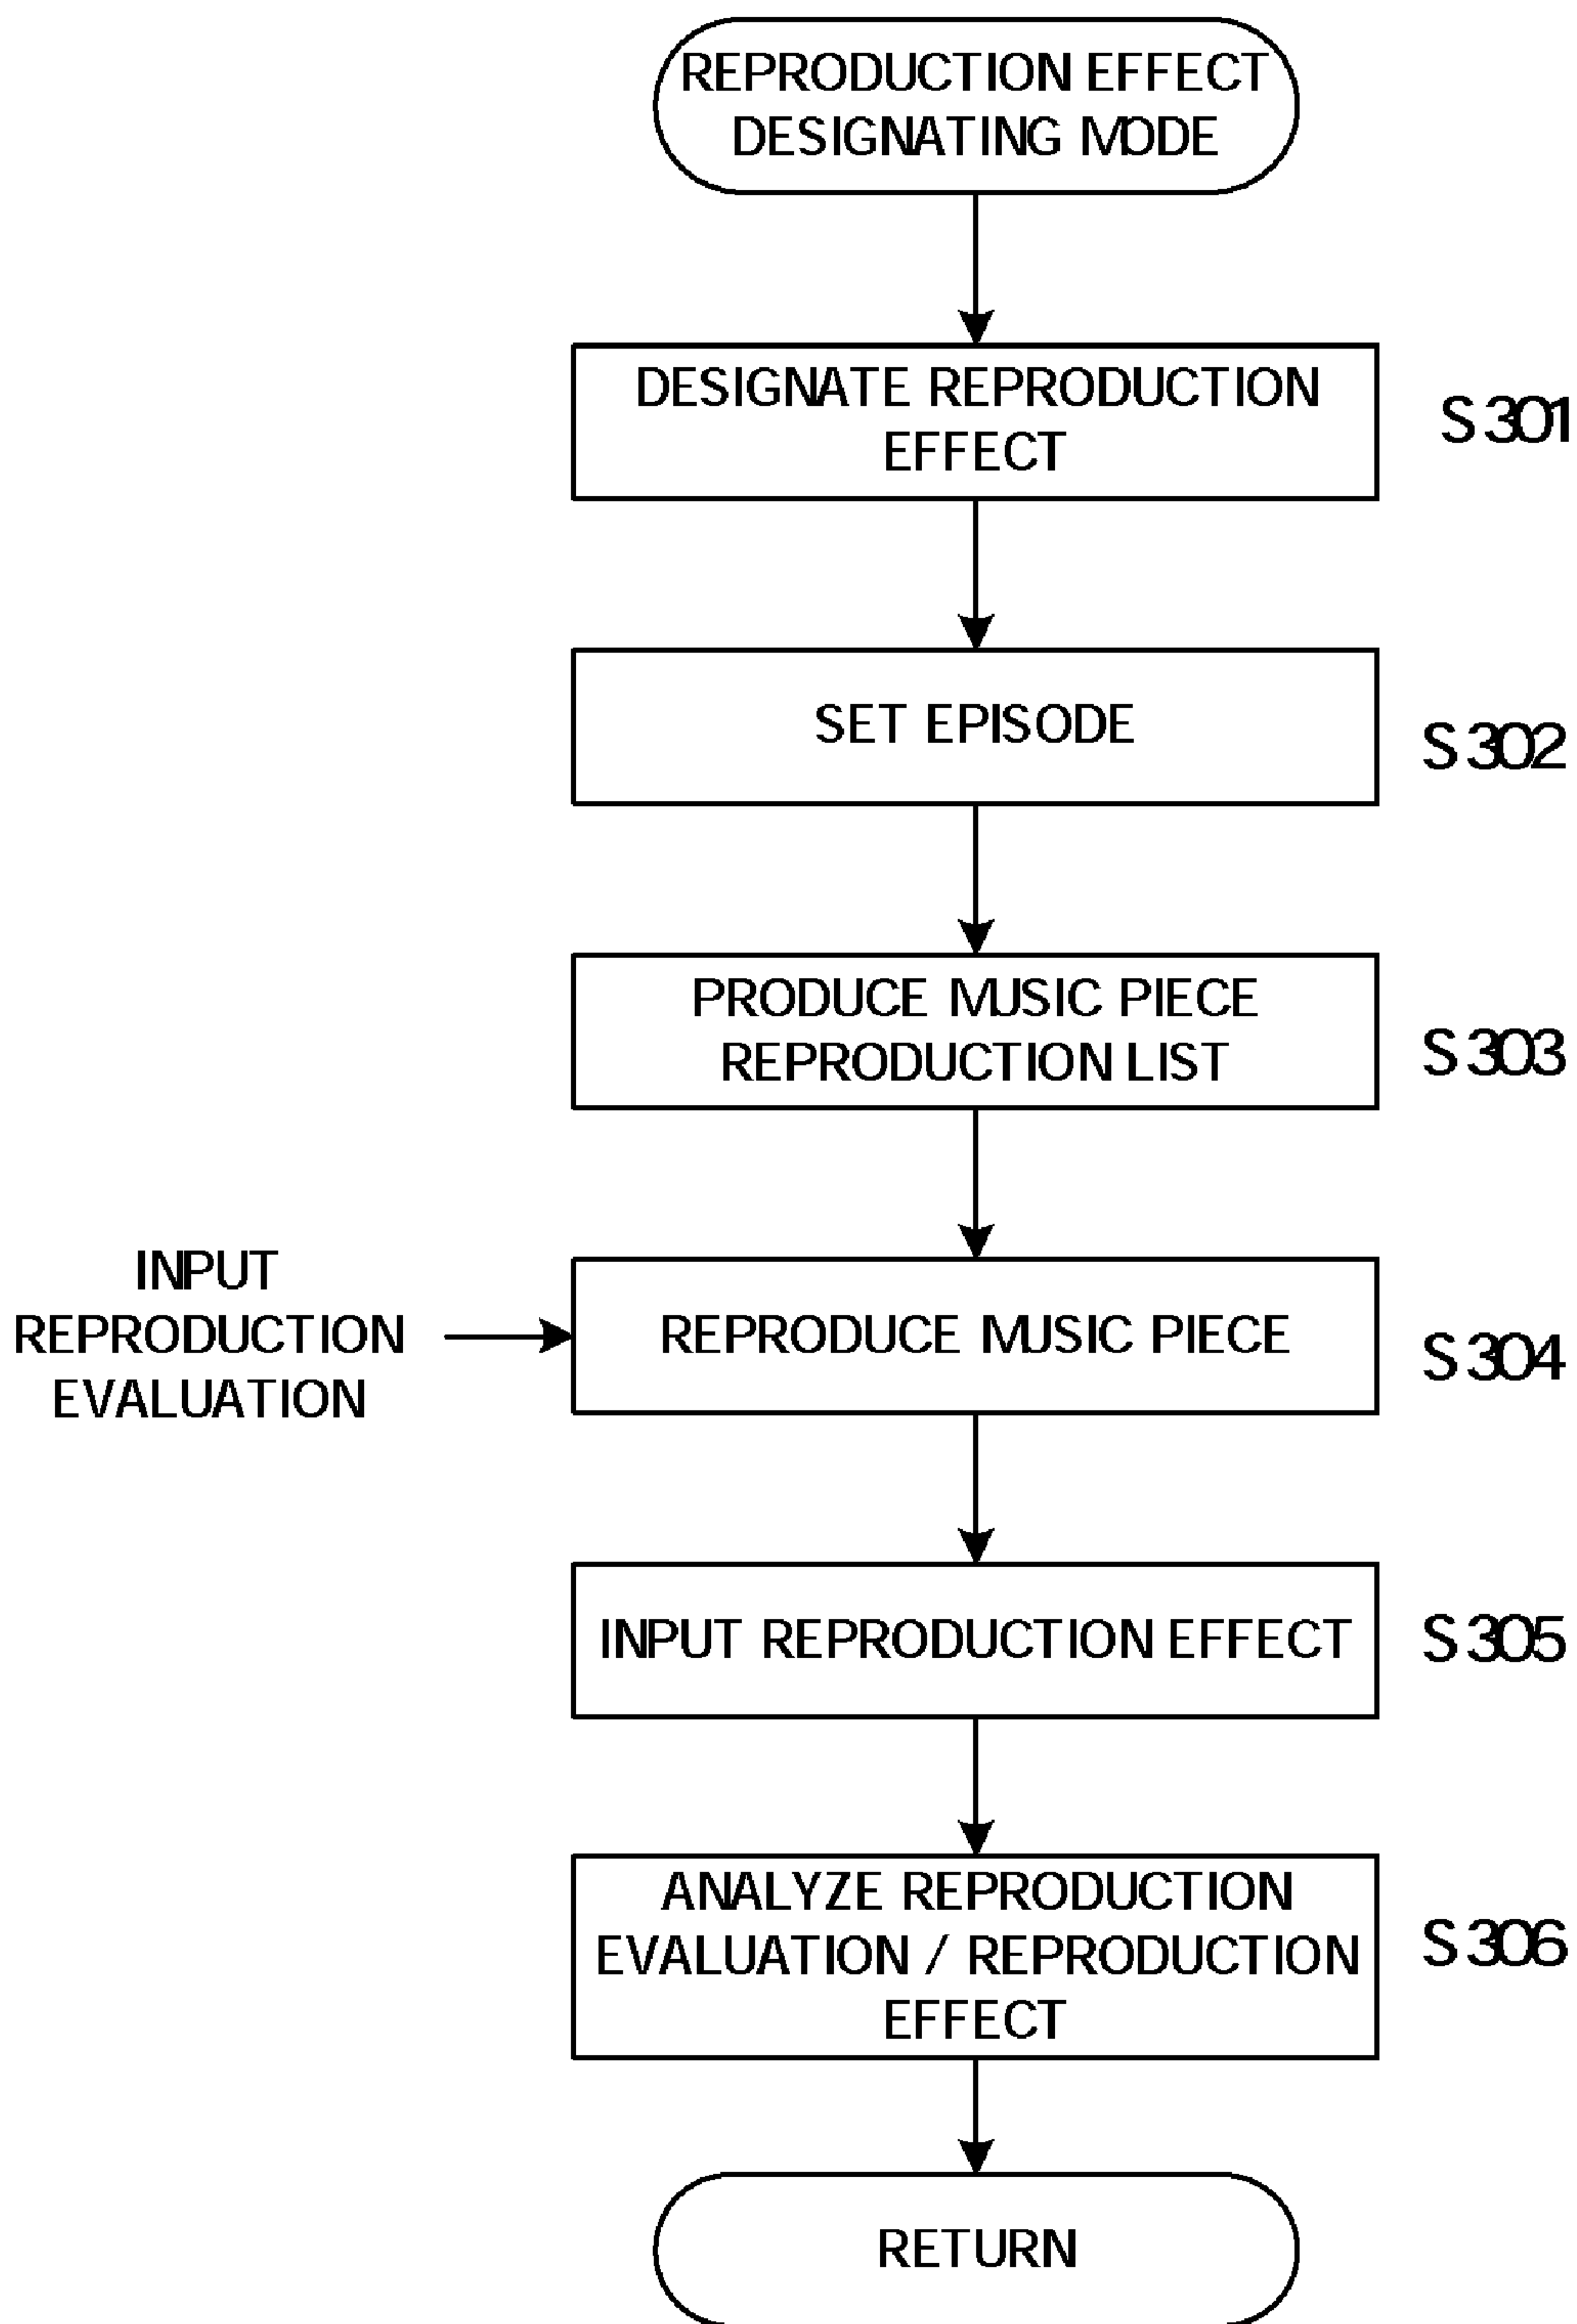 REPRODUCTION EFFECT
DESIGNATING MODE
DESIGNATE REPRODUCTION
EFFECT
S301
SET EPISODE
S302
PRODUCE MUSIC PIECE
REPRODUCTION LIST
S303
INPUT
REPRODUCTION
EVALUATION
REPRODUCE MUSIC PIECE
S304
INPUT REPRODUCTION EFFECT
S305
ANALYZE REPRODUCTION
EVALUATION / REPRODUCTION
EFFECT
S306
RETURN